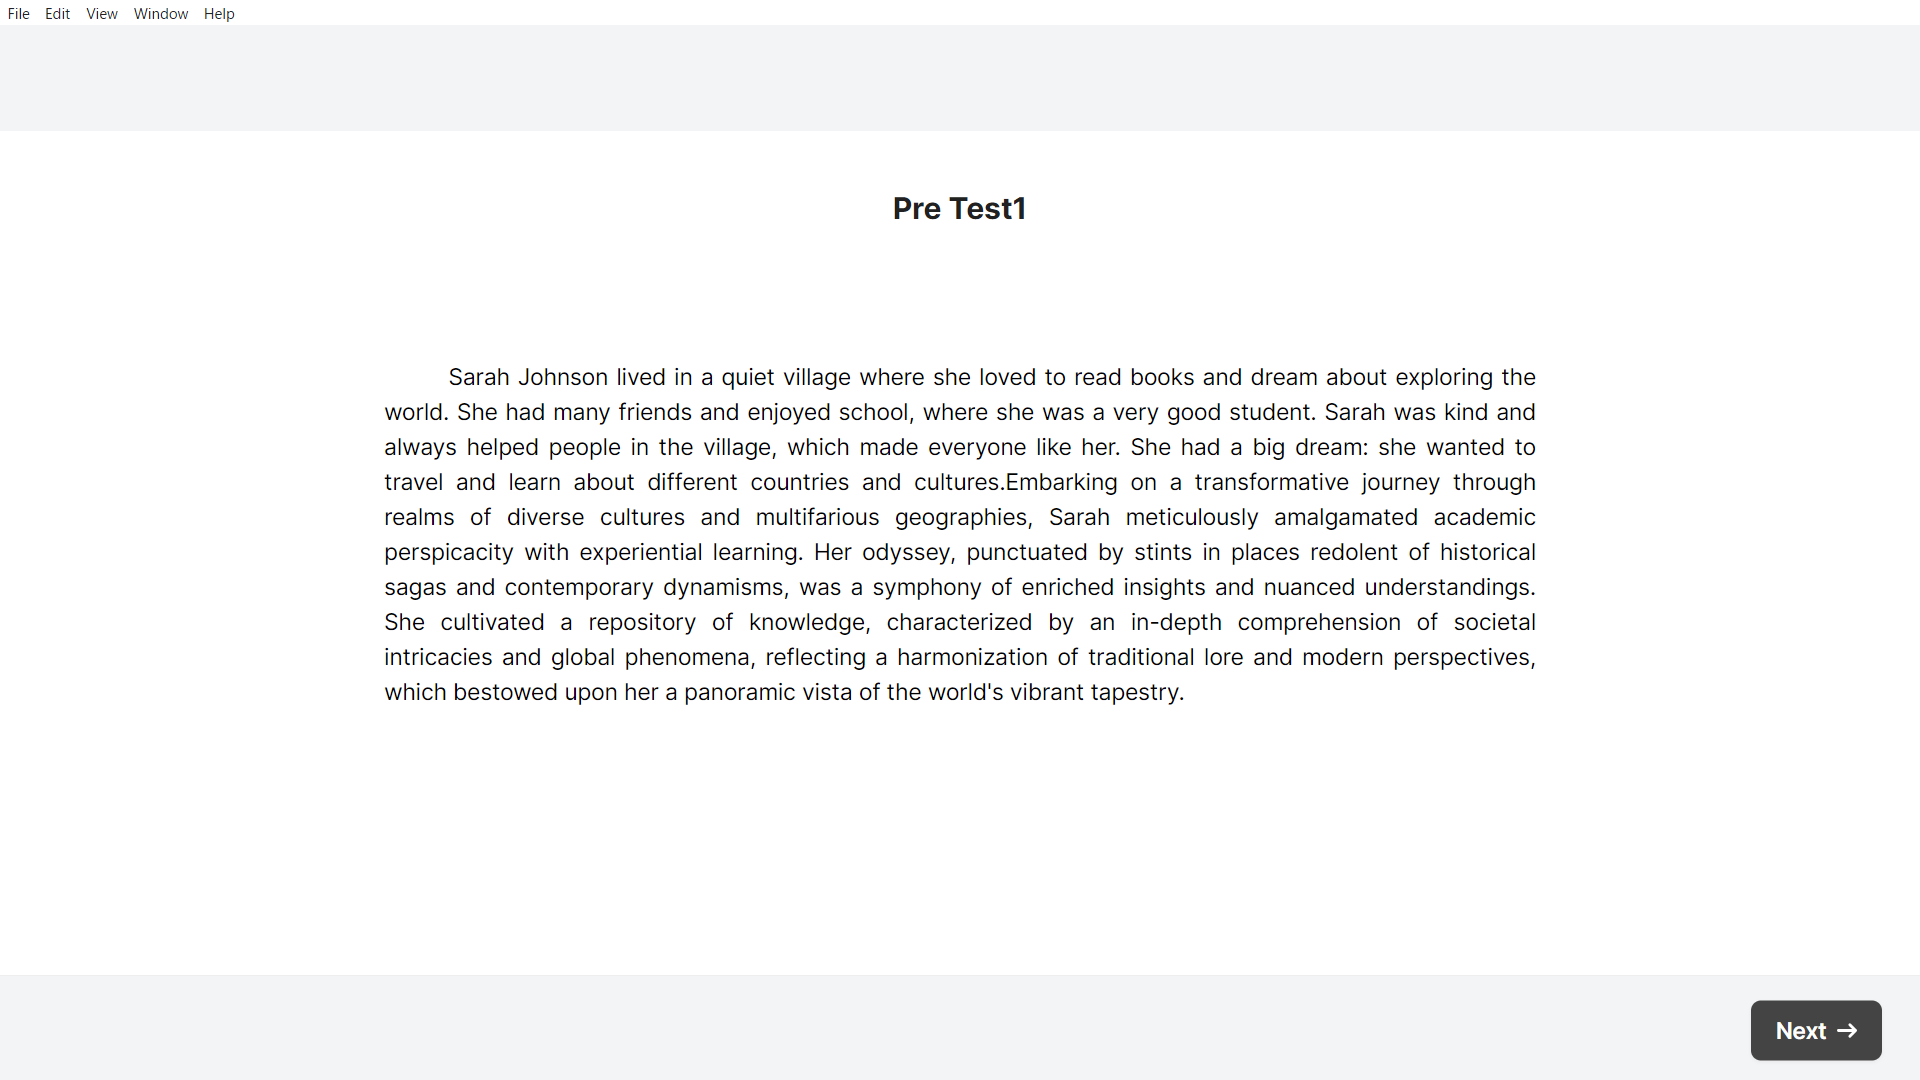 File Edit View Window Help
Pre Test1
Sarah Johnson lived in a quiet village where she loved to read books and dream about exploring the
world. She had many friends and enjoyed school, where she was a very good student. Sarah was kind and
always helped people in the village, which made everyone like her. She had a big dream: she wanted to
travel and learn about different countries and cultures.Embarking on a transformative journey through
realms of diverse cultures and multifarious geographies, Sarah meticulously amalgamated academic
perspicacity with experiential learning. Her odyssey, punctuated by stints in places redolent of historical
sagas and contemporary dynamisms, was a symphony of enriched insights and nuanced understandings.
She cultivated a repository of knowledge, characterized by an in-depth comprehension of societal
intricacies and global phenomena, reflecting a harmonization of traditional lore and modern perspectives,
which bestowed upon her a panoramic vista of the world's vibrant tapestry.
Next →